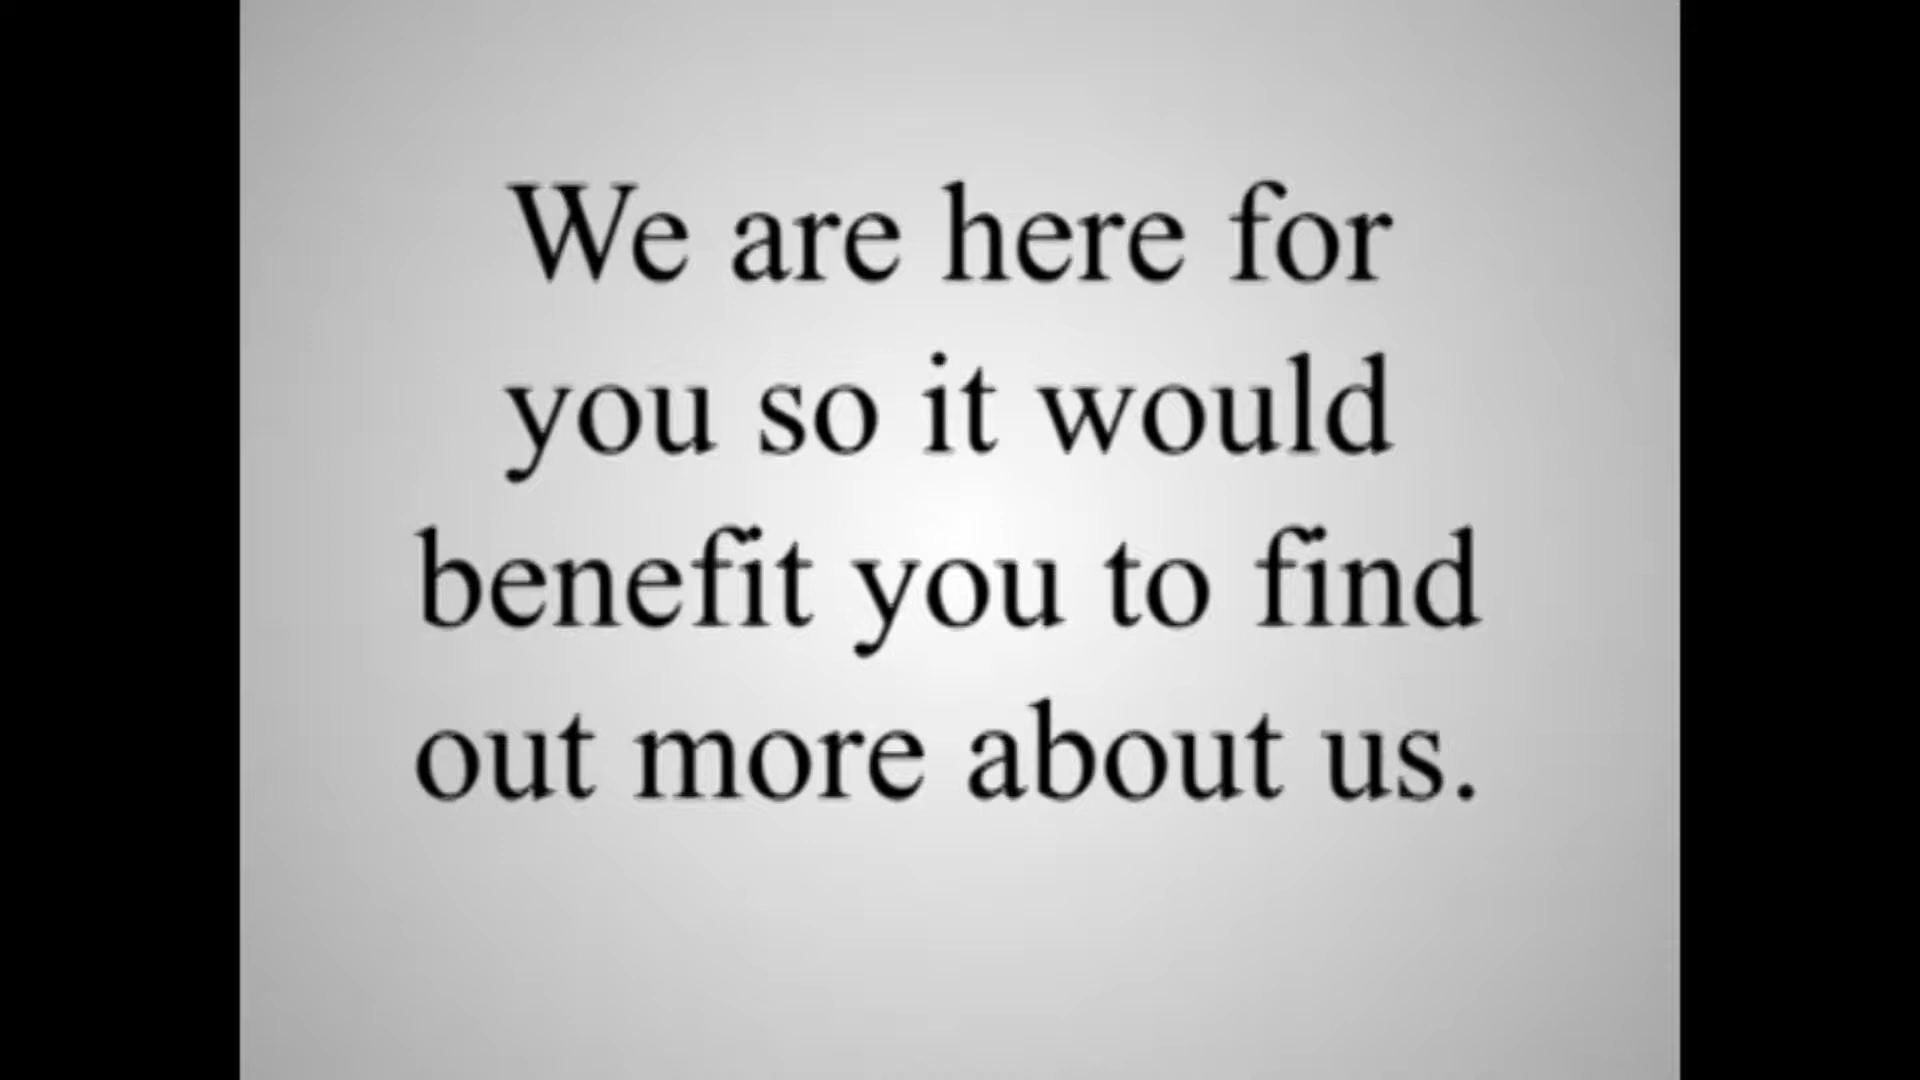 We are here for
you so it would
benefit you to find
out more about us.